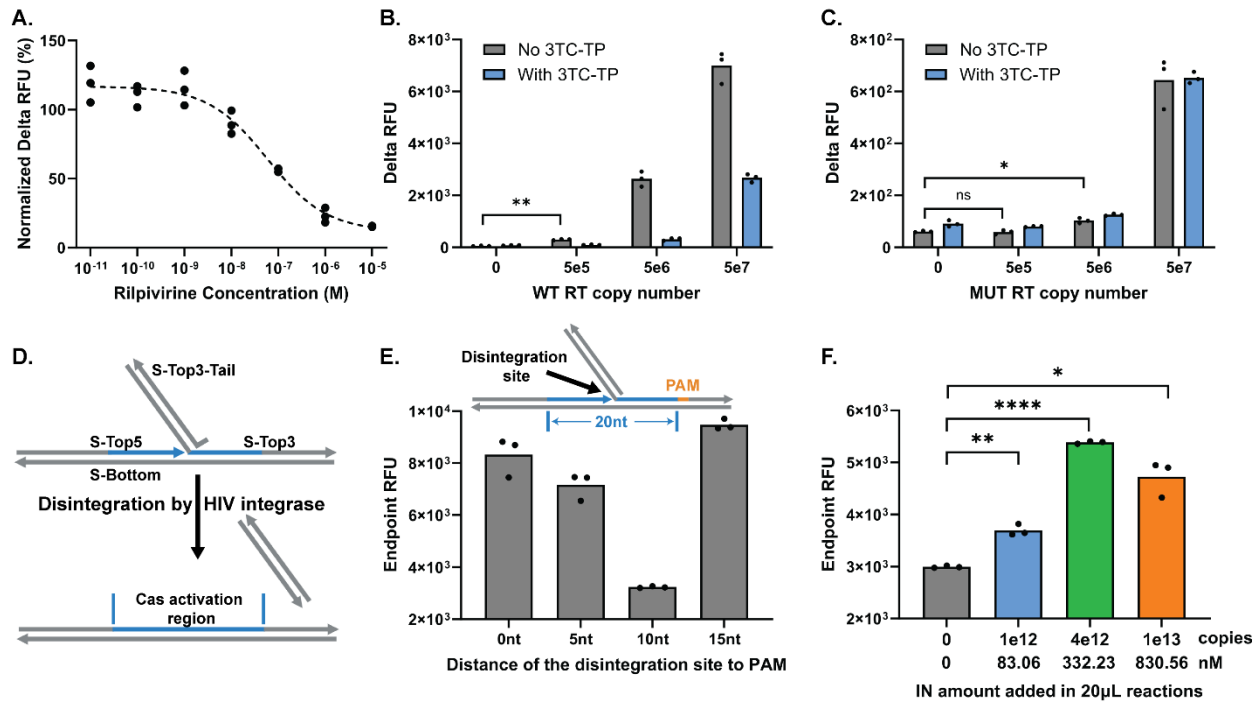 A.
Normalized Delta RFU (%)
150
100
50
0
10-11
10-10
10-9
10-8
10-7
10-6
10-5
Rilpivirine Concentration (M)
B.
Delta RFU
8×10³
6×10³
4×10³
2×10³
0
No 3TC-TP
With 3TC-TP
**
0
5e5
5e6
5e7
WT RT copy number
C.
Delta RFU
8×10²
6×10²
4×10²
2×10²
0
No 3TC-TP
With 3TC-TP
*
ns
0
5e5
5e6
5e7
MUT RT copy number
D.
S-Top3-Tail
S-Top5
S-Top3
S-Bottom
Disintegration by HIV integrase
Cas activation
region
E.
Disintegration
site
PAM
20nt
Endpoint RFU
10⁴
8×10³
6×10³
4×10³
2×10³
0nt
5nt
10nt
15nt
Distance of the disintegration site to PAM
F.
Endpoint RFU
6×10³
5×10³
4×10³
3×10³
2×10³
*
****
**
0
1e12
4e12
1e13
copies
0
83.06
332.23
830.56
nM
IN amount added in 20µL reactions